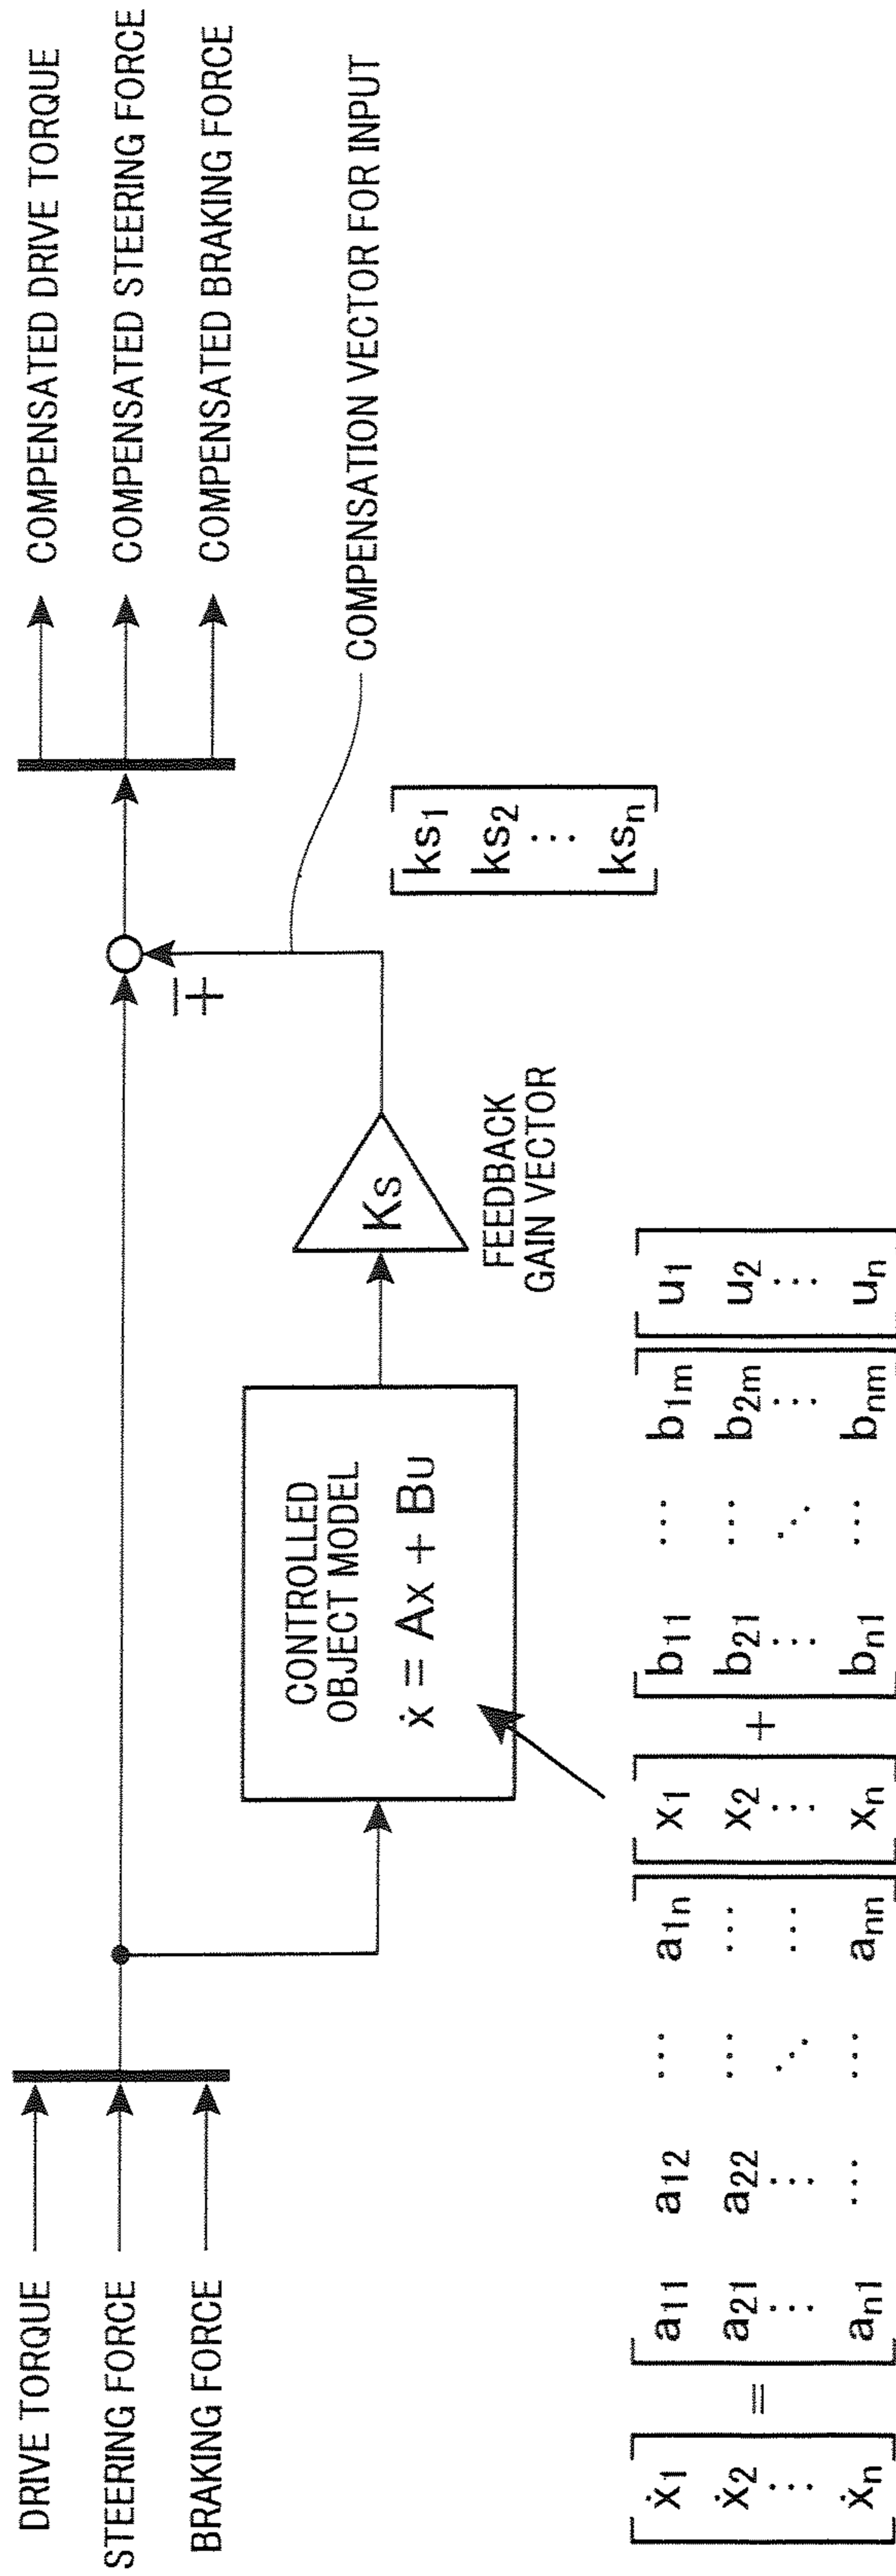 DRIVE TORQUE
STEERING FORCE
BRAKING FORCE
COMPENSATED DRIVE TORQUE
COMPENSATED STEERING FORCE
COMPENSATED BRAKING FORCE
∓
COMPENSATION VECTOR FOR INPUT
CONTROLLED
OBJECT MODEL
ẋ = Ax + Bu
Ks
FEEDBACK
GAIN VECTOR
ks1
ks2
⋮
ksn
ẋ1 a11 a12 ⋯ a1n x1 b11 ⋯ b1m u1
ẋ2 = a21 a22 ⋯ ⋯ x2 + b21 ⋯ b2m u2
⋮ ⋮ ⋮ ⋱ ⋯ ⋮ ⋮ ⋱ ⋮ ⋮
ẋn an1 ⋯ ⋯ ann xn bn1 ⋯ bnm un